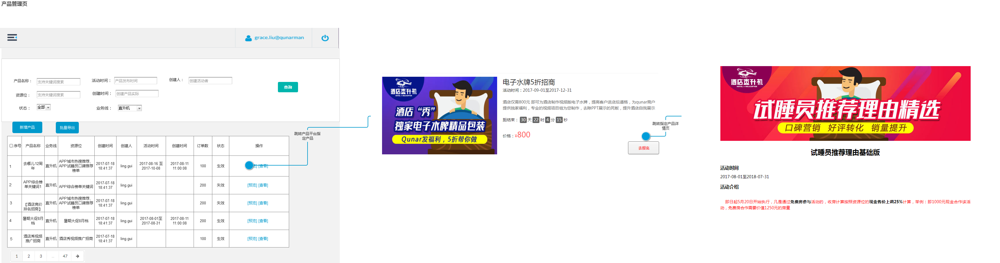 产品管理页
grace.liu@qunarman
产品名称： 支持关键词搜索 活动时间： 产品发布时间 创建人： 创建活动者
查询
资源位： 支持关键词搜索 创建时间： 创建产品实际
状态： 全部 业务线： 直升机
新增产品 批量导出
序号 产品名称 业务线 资源位 创建时间 创建人 活动时间 创建时间 订单数 状态 操作
1 去哪儿12周年 直升机 APP城市热搜推荐、APP试睡员口碑推荐榜单 2017-07-18 18:41:37 ling.gui 2017-08-16 至 2017-10-08 2017-08-11 11:00:08 100 生效 览] [查看]
2 APP综合榜单关键词1 直升机 APP综合榜单关键词 2017-07-18 18:41:37 ling.gui 200 失效 [预览] [查看]
3 【酒店竞价排名招商】 直升机 APP城市热搜推荐、APP试睡员口碑推荐榜单 2017-07-18 18:41:37 ling.gui 200 失效 [预览] [查看]
4 暑期大促8月档 直升机 暑期大促8月档 2017-07-18 18:41:37 ling.gui 2017-08-01至2017-08-31 2017-08-11 11:00:08 200 生效 [预览] [查看]
5 酒店秀视频推广招商 直升机 酒店秀视频推广招商 2017-07-18 18:41:37 ling.gui 100 生效 [预览] [查看]
1 2 3 ... 47
跳转产品平台指
定产品
酒店直升机
HOTEL + HELICOPTER
酒店“秀”
独家电子水牌精品包装
Qunar发福利，5折帮你做
电子水牌5折招商
活动时间：2017-09-01至2017-12-31
酒店仅需800元 即可为酒店制作视频版电子水牌，提高客户进店后逼格，为qunar商户
提供独家福利，专业的视频项目组为您制作，去除PPT展示的死板，提升酒店自我展示
距结束： 30 天 22 时 4 分 15 秒
价格：¥800
跳转指定产品详
情页
去报名
酒店直升机
HOTEL + HELICOPTER
试睡员推荐理由精选
口碑营销 好评转化 销量提升
试睡员推荐理由基础版
活动时间
2017-08-01至2018-07-31
活动介绍
即日起5月20日开始执行，凡是通过免费房参与活动的，收房计算按照资源位的现金售价上调25%计算，举例：即1000元现金合作该活
动，免费房合作需要价值1250元的房量